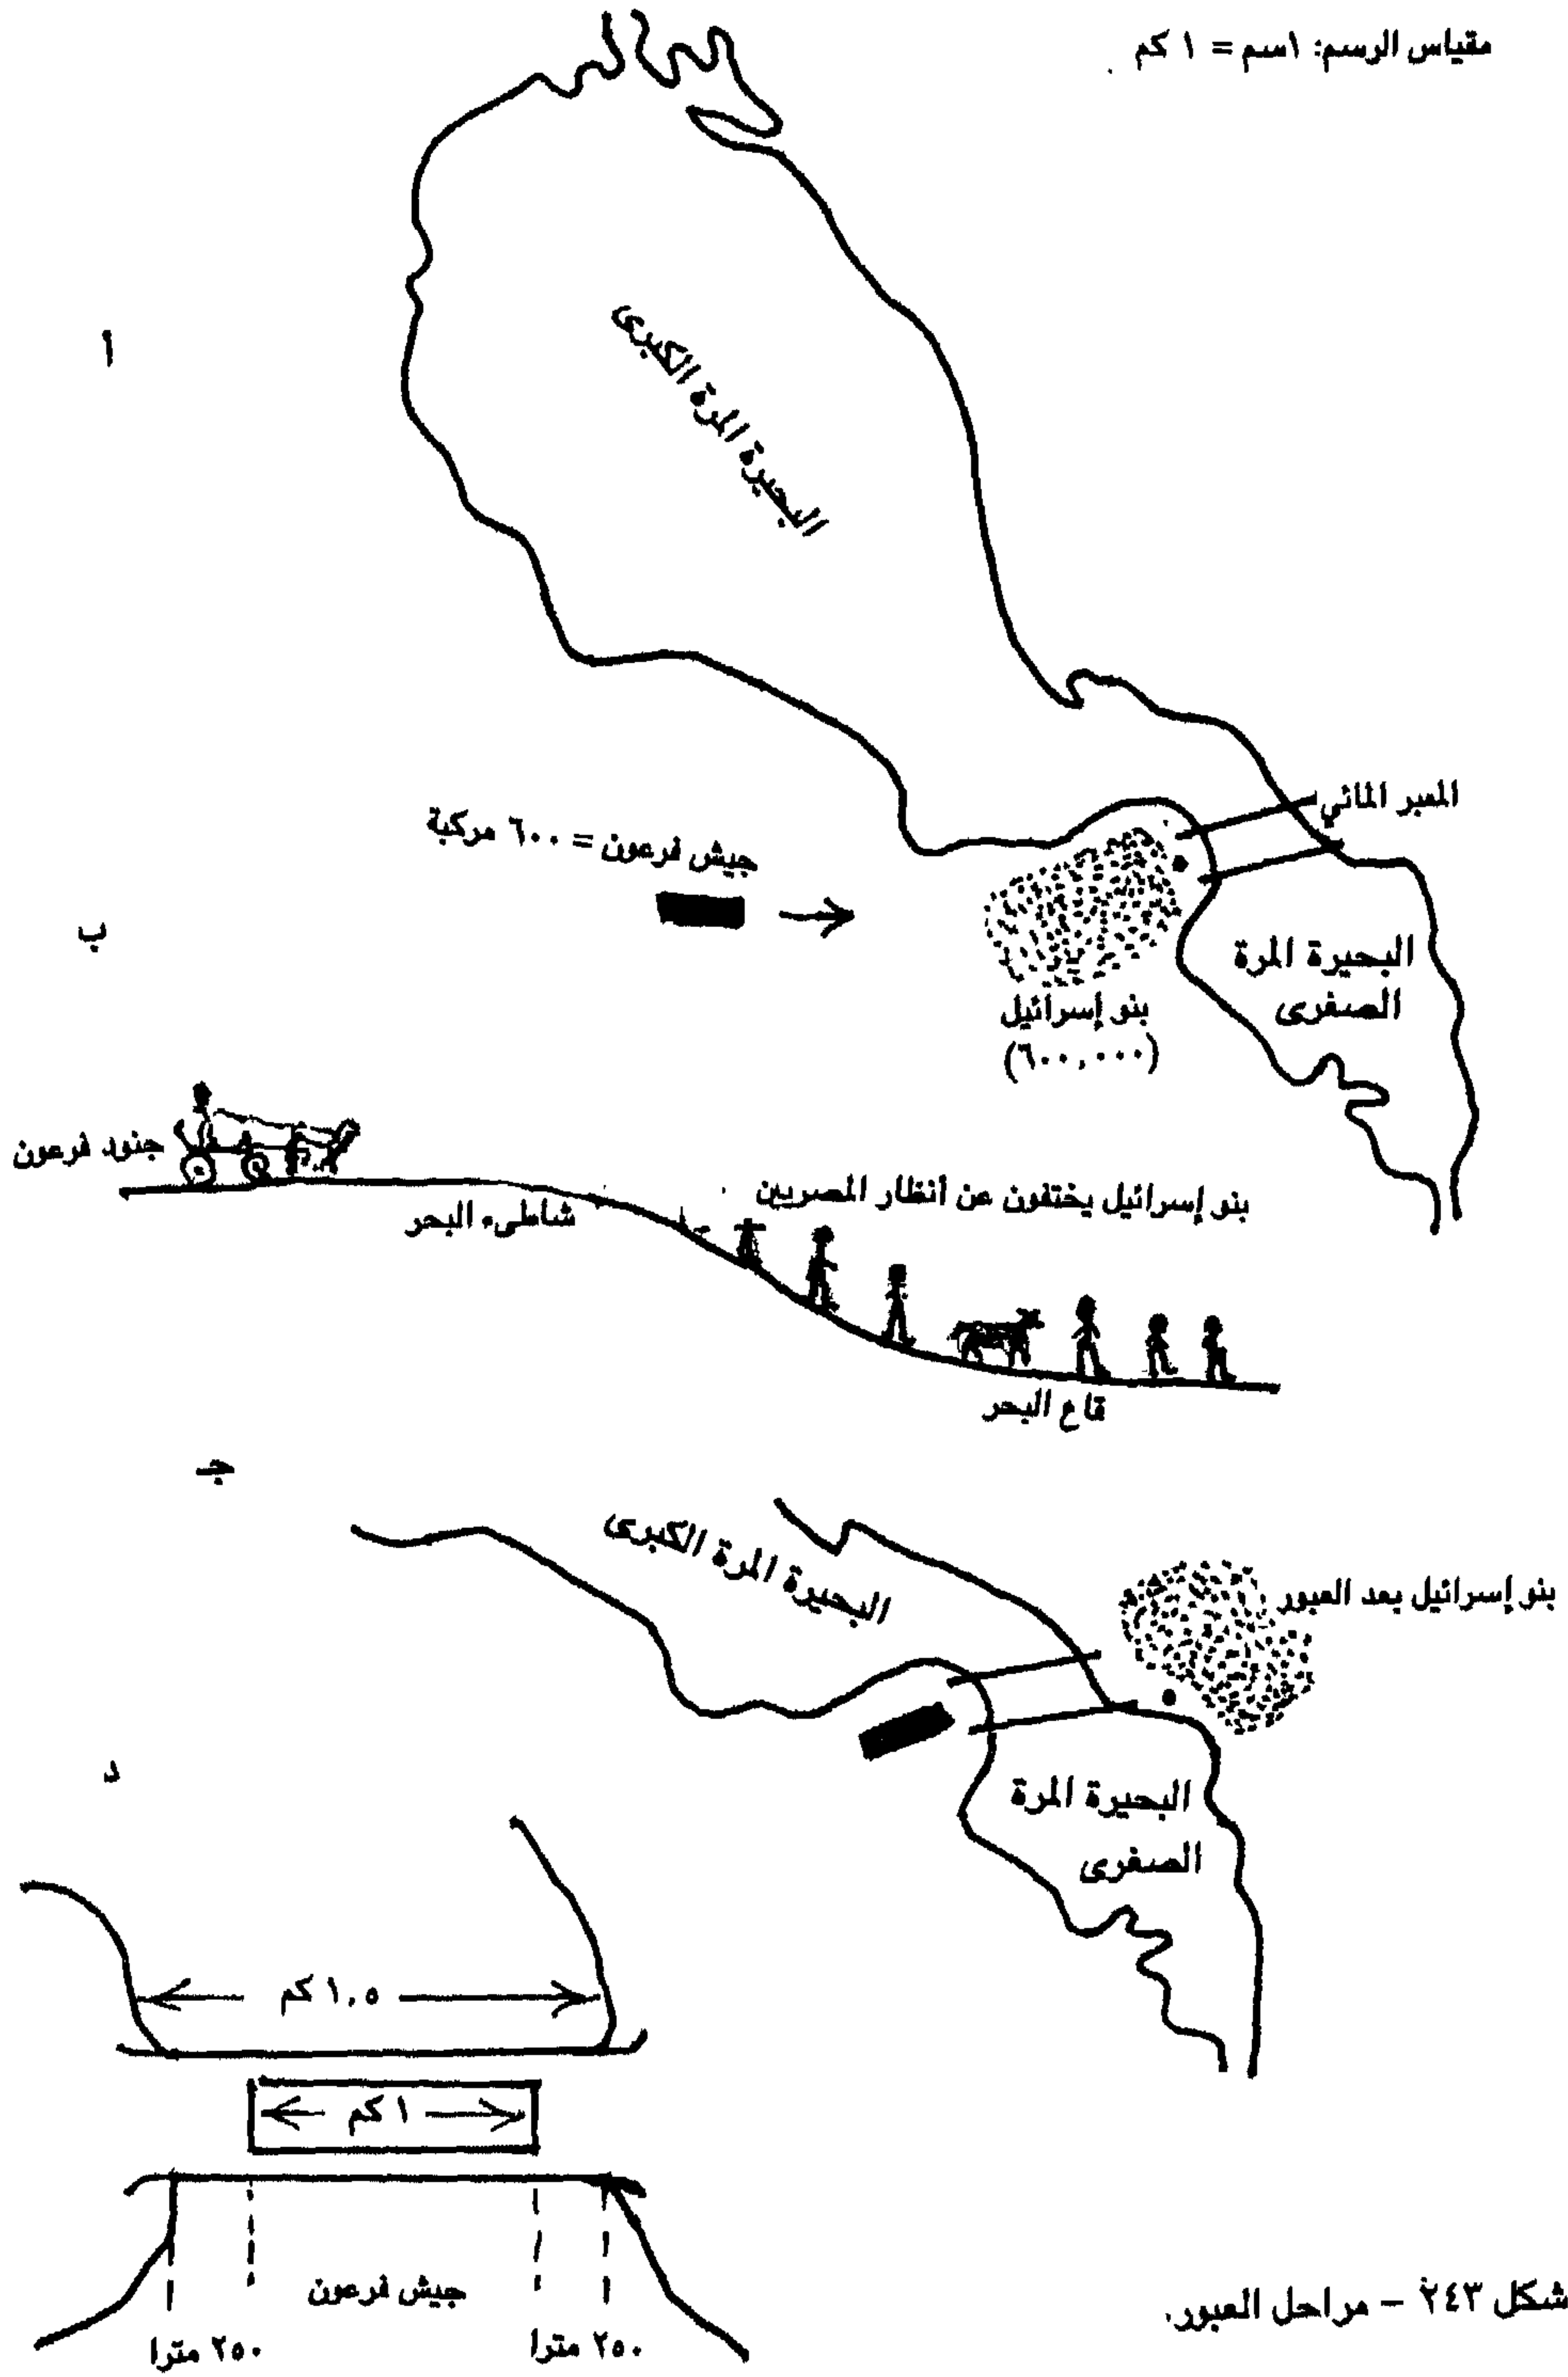 مقياس الرسم: ١سم = ١ كم
أ
البحيرة المرة الكبرى
المعبر المائي
جيش فرعون = ٦٠٠ مركبة
ب
البحيرة المرة
الصغرى
بنو إسرائيل
(٦٠٠,٠٠٠)
جنود فرعون
بنو إسرائيل يختفون عن أنظار المصريين
شاطىء البحر
قاع البحر
جـ
البحيرة المرة الكبرى
بنو إسرائيل بعد العبور
د
البحيرة المرة
الصغرى
١,٥ كم
١ كم
جيش فرعون
٢٥٠ مترا
٢٥٠ مترا
شكل ٢٤٣ – مراحل العبور.